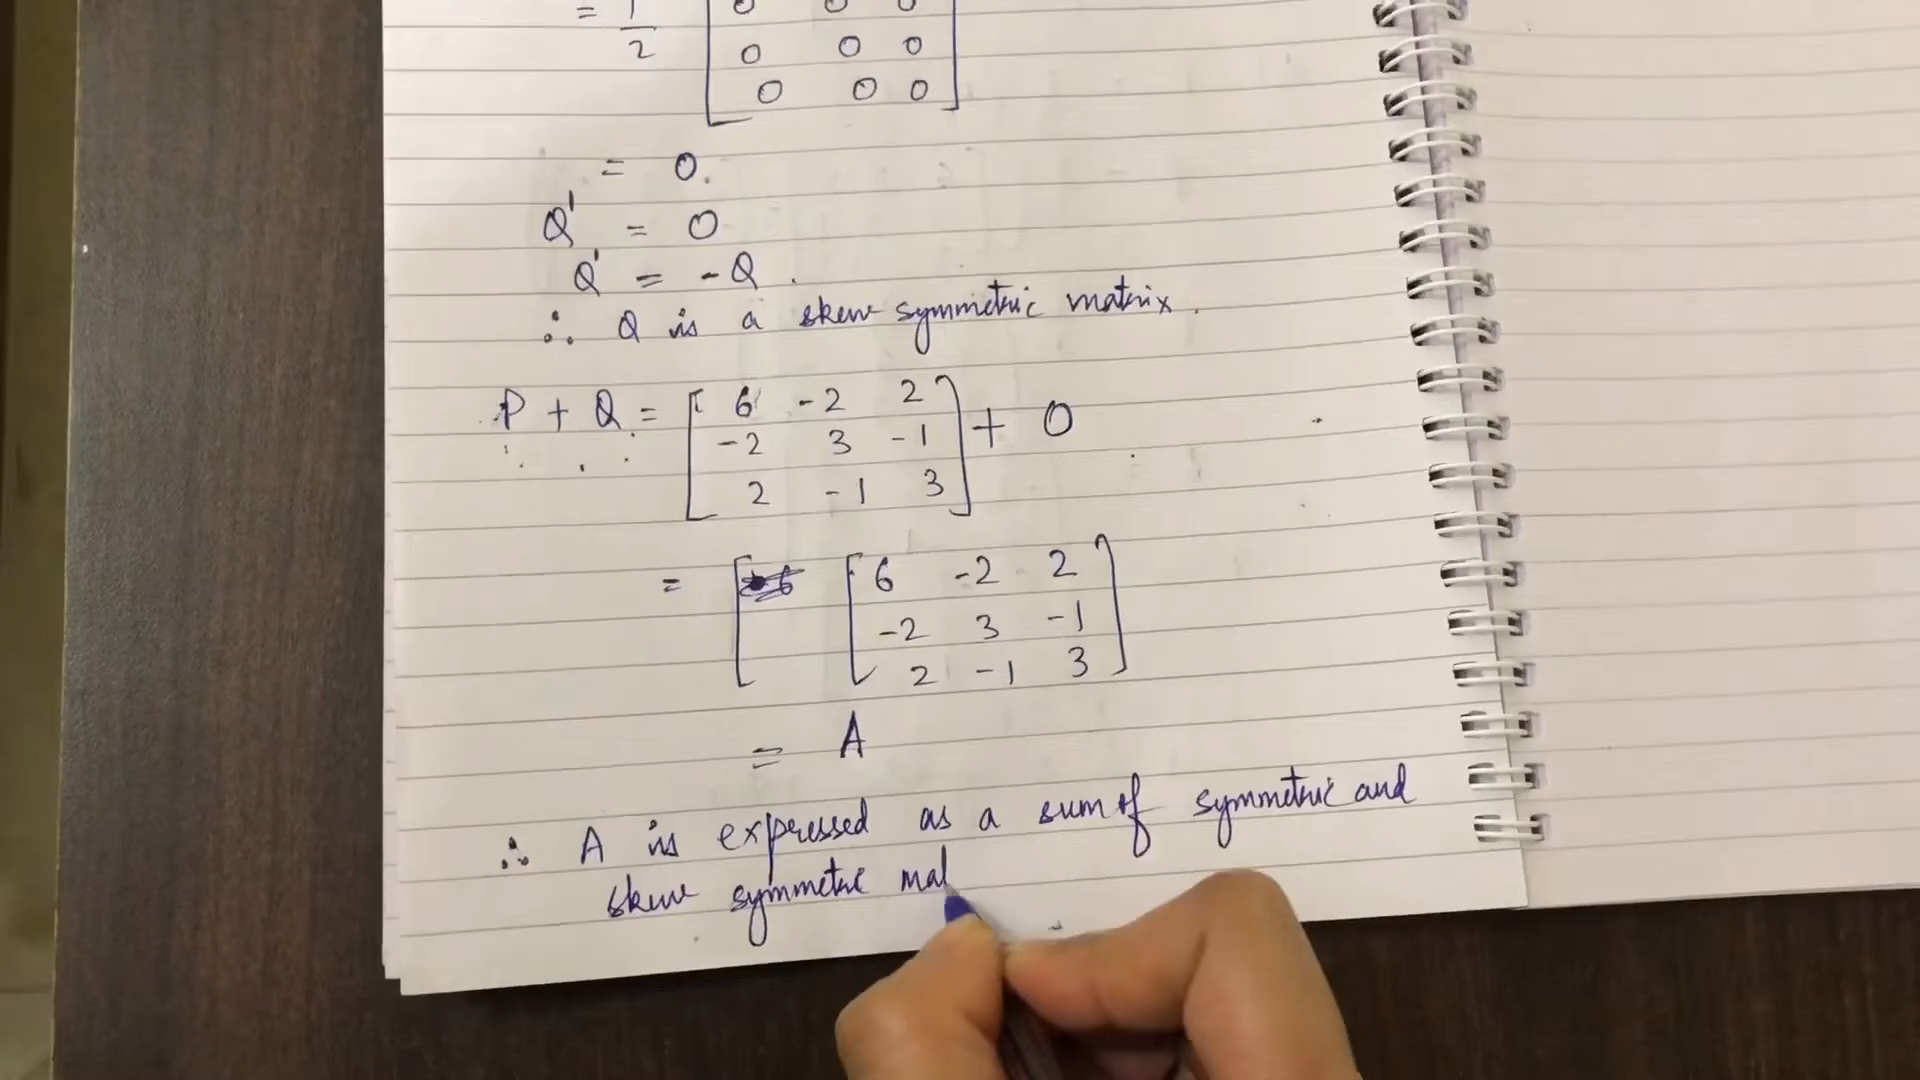 = 1/2 [0 0 0
0 0 0
0 0 0]
= 0.
Q' = 0
Q' = -Q.
∴ Q is a skew symmetric matrix.
P + Q = [6 -2 2
-2 3 -1
2 -1 3] + 0
= [6 -2 2
-2 3 -1
2 -1 3]
= A
∴ A is expressed as a sum of symmetric and
skew symmetric mat